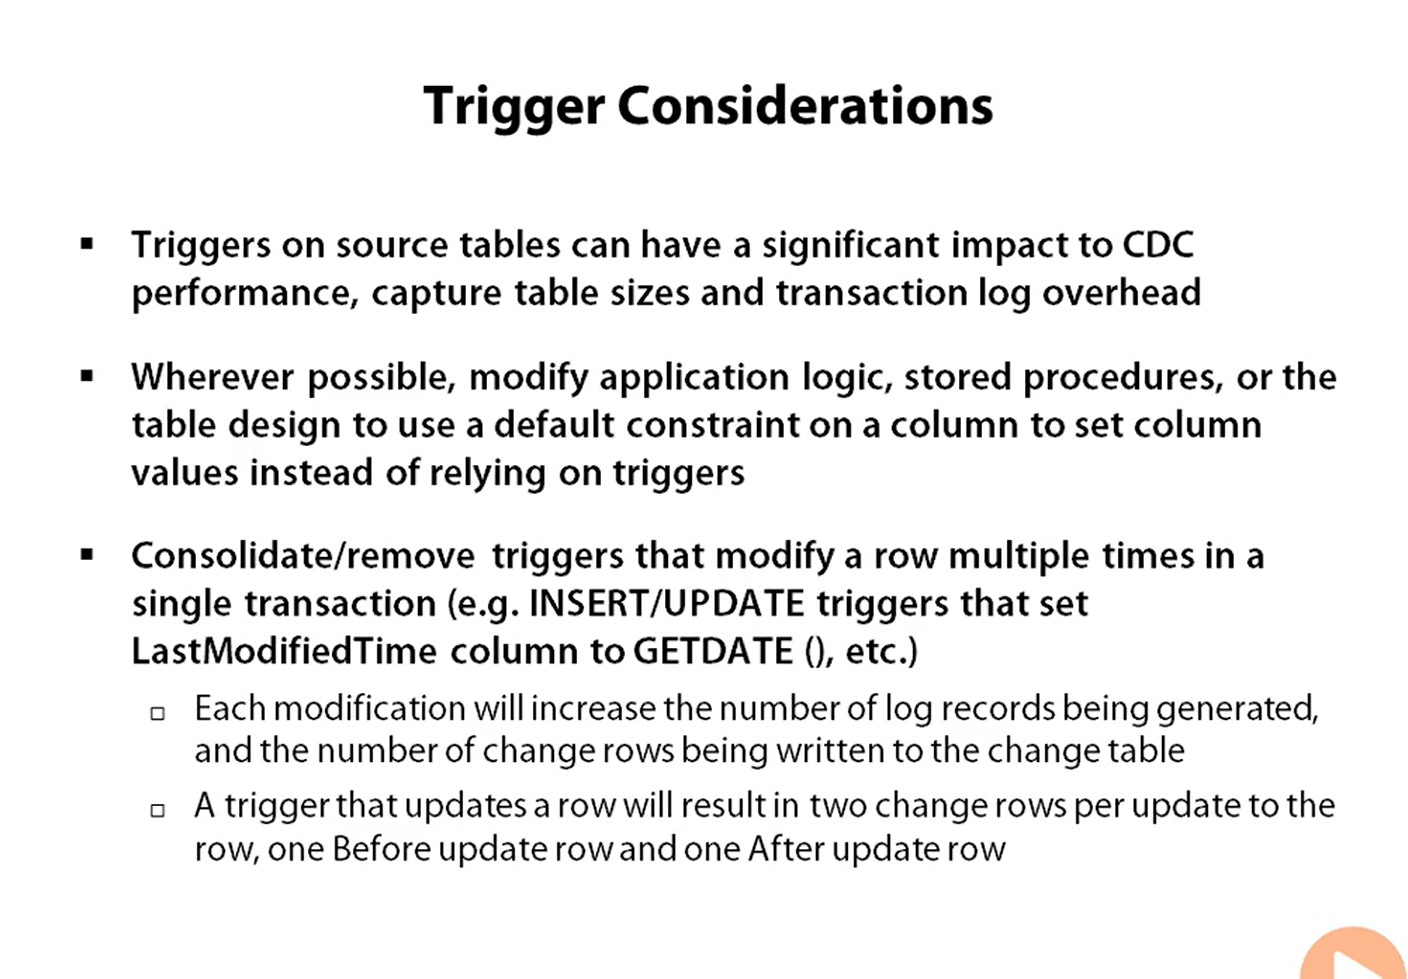 Trigger Considerations
▪ Triggers on source tables can have a significant impact to CDC
performance, capture table sizes and transaction log overhead
▪ Wherever possible, modify application logic, stored procedures, or the
table design to use a default constraint on a column to set column
values instead of relying on triggers
▪ Consolidate/remove triggers that modify a row multiple times in a
single transaction (e.g. INSERT/UPDATE triggers that set
LastModifiedTime column to GETDATE (), etc.)
▫ Each modification will increase the number of log records being generated,
and the number of change rows being written to the change table
▫ A trigger that updates a row will result in two change rows per update to the
row, one Before update row and one After update row